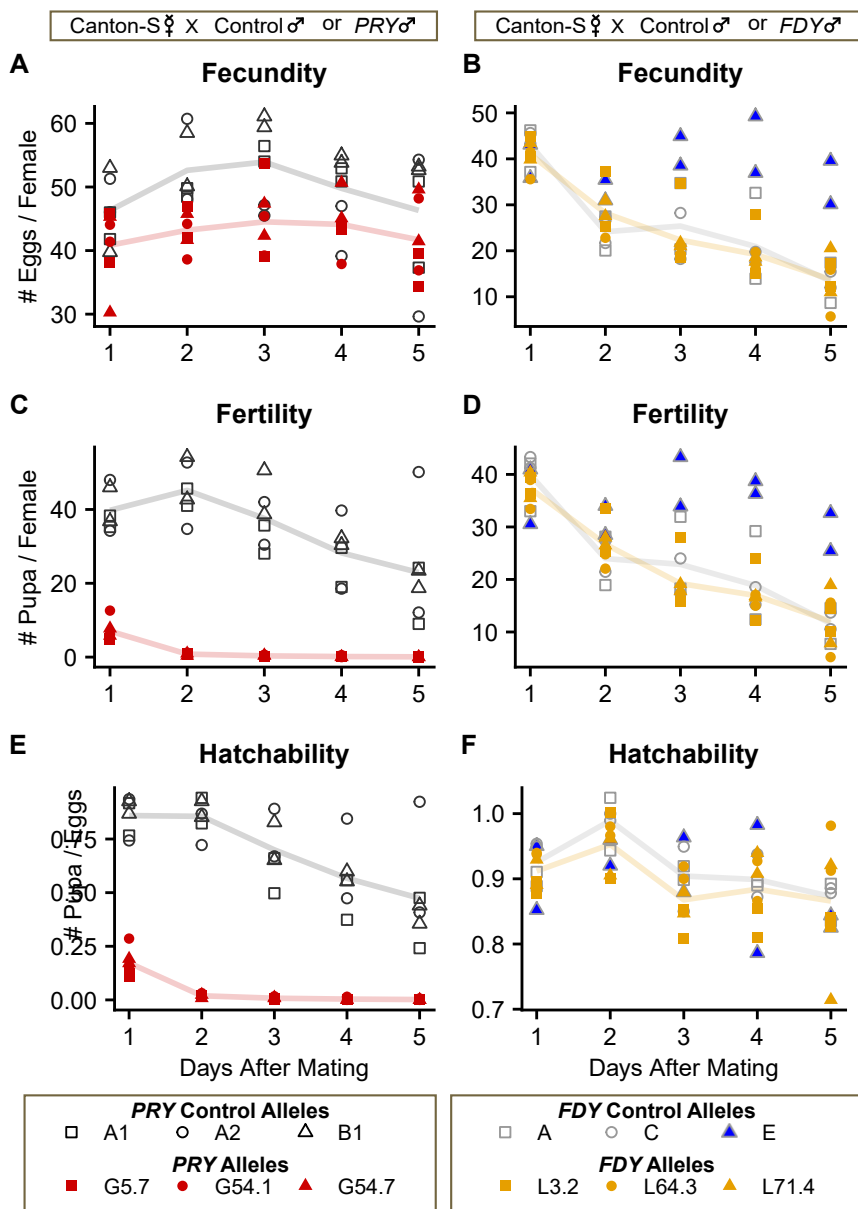 Canton-S☿ X Control♂ or PRY♂
Canton-S☿ X Control♂ or FDY♂
A
Fecundity
# Eggs / Female
60
50
40
30
1 2 3 4 5
B
Fecundity
50
40
30
20
10
1 2 3 4 5
C
Fertility
# Pupa / Female
40
20
0
1 2 3 4 5
D
Fertility
40
30
20
10
1 2 3 4 5
E
Hatchability
# Pupa / Eggs
0.75
0.50
0.25
0.00
1 2 3 4 5
Days After Mating
F
Hatchability
1.0
0.9
0.8
0.7
1 2 3 4 5
Days After Mating
PRY Control Alleles
A1 A2 B1
PRY Alleles
G5.7 G54.1 G54.7
FDY Control Alleles
A C E
FDY Alleles
L3.2 L64.3 L71.4